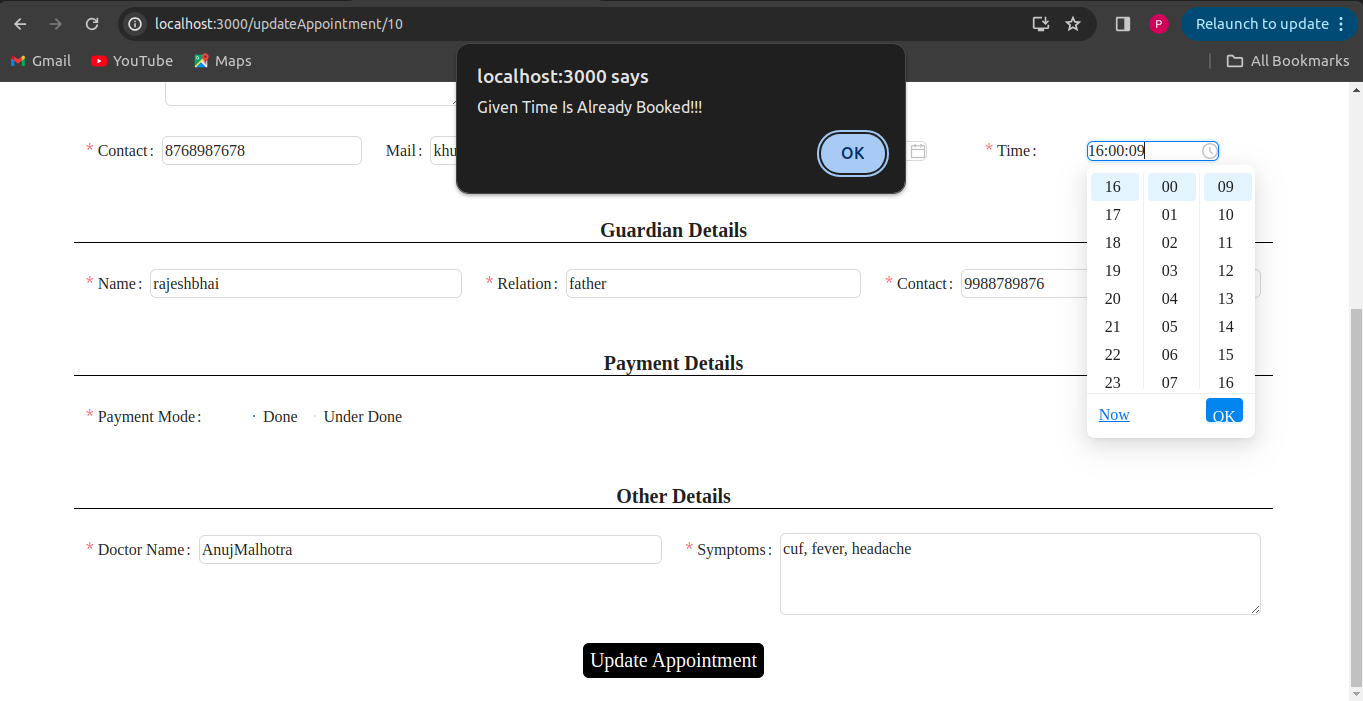 localhost:3000/updateAppointment/10
P
Relaunch to update
Gmail YouTube Maps
All Bookmarks
localhost:3000 says
Given Time Is Already Booked!!!
OK
* Contact: 8768987678 Mail: khu * Time: 16:00:09
16 00 09
17 01 10
18 02 11
19 03 12
20 04 13
21 05 14
22 06 15
23 07 16
Now OK
Guardian Details
* Name: rajeshbhai * Relation: father * Contact: 9988789876
Payment Details
* Payment Mode: Done Under Done
Other Details
* Doctor Name: AnujMalhotra * Symptoms: cuf, fever, headache
Update Appointment